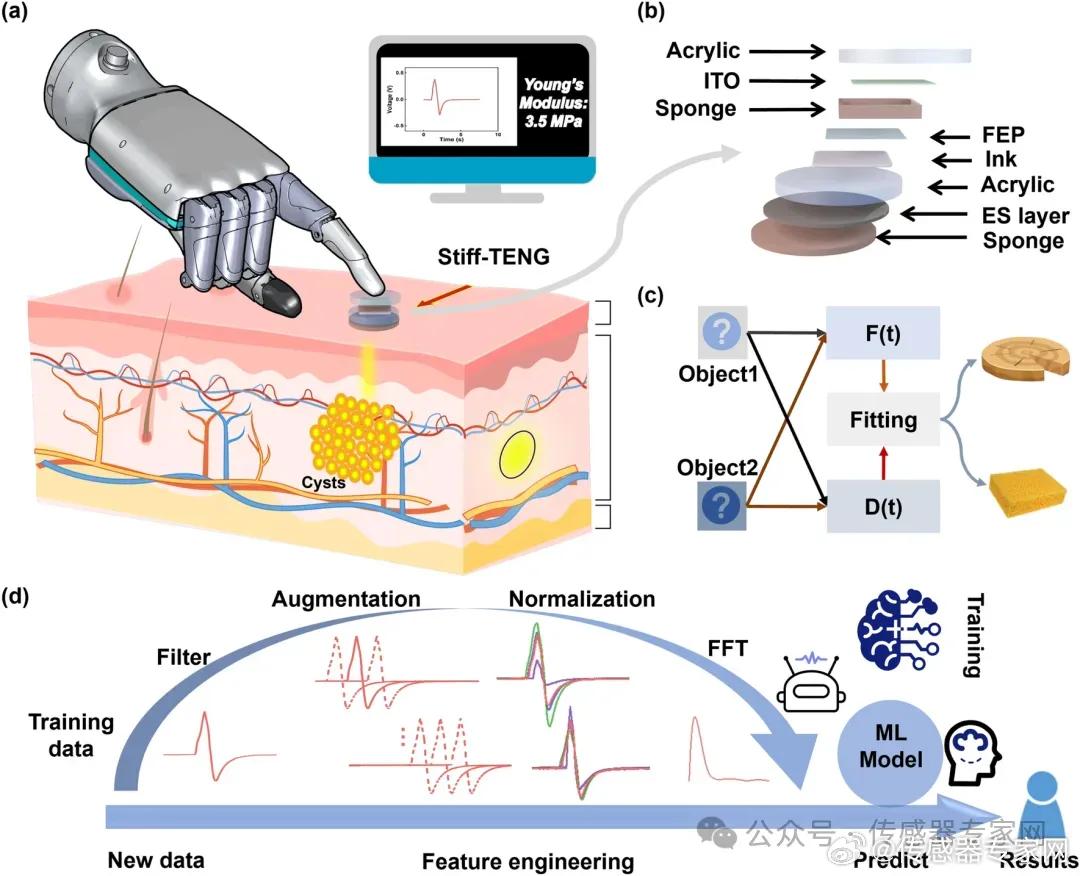 (a)
Voltage (V)
0.5
0.0
-0.5
0
5
10
Time (s)
Young's
Modulus:
3.5 MPa
Stiff-TENG
Cysts
(b)
Acrylic
ITO
Sponge
FEP
Ink
Acrylic
ES layer
Sponge
(c)
?
Object1
Object2
?
F(t)
Fitting
D(t)
(d)
Augmentation
Normalization
Filter
FFT
Training
Training
data
ML
Model
公众号 · 传感器专家网
@传感器专家网
New data
Feature engineering
Predict
Results